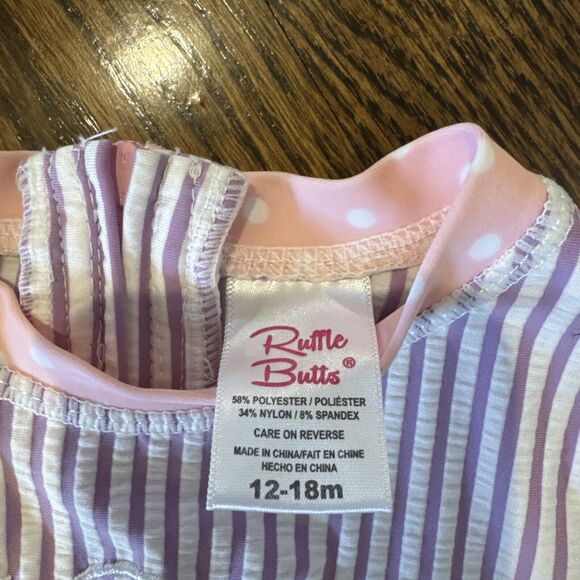 Ruffle
Butts®
58% POLYESTER / POLIÉSTER
34% NYLON / 8% SPANDEX
CARE ON REVERSE
MADE IN CHINA/FAIT EN CHINE
HECHO EN CHINA
12-18m